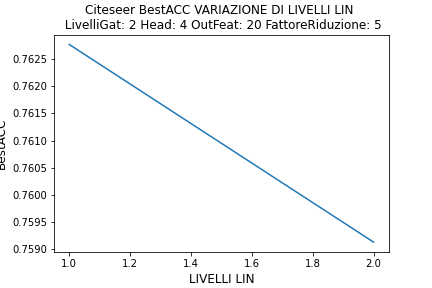 Citeseer BestACC VARIAZIONE DI LIVELLI LIN
LivelliGat: 2 Head: 4 OutFeat: 20 FattoreRiduzione: 5
0.7625
0.7620
0.7615
0.7610
0.7605
0.7600
0.7595
0.7590
BestACC
1.0 1.2 1.4 1.6 1.8 2.0
LIVELLI LIN